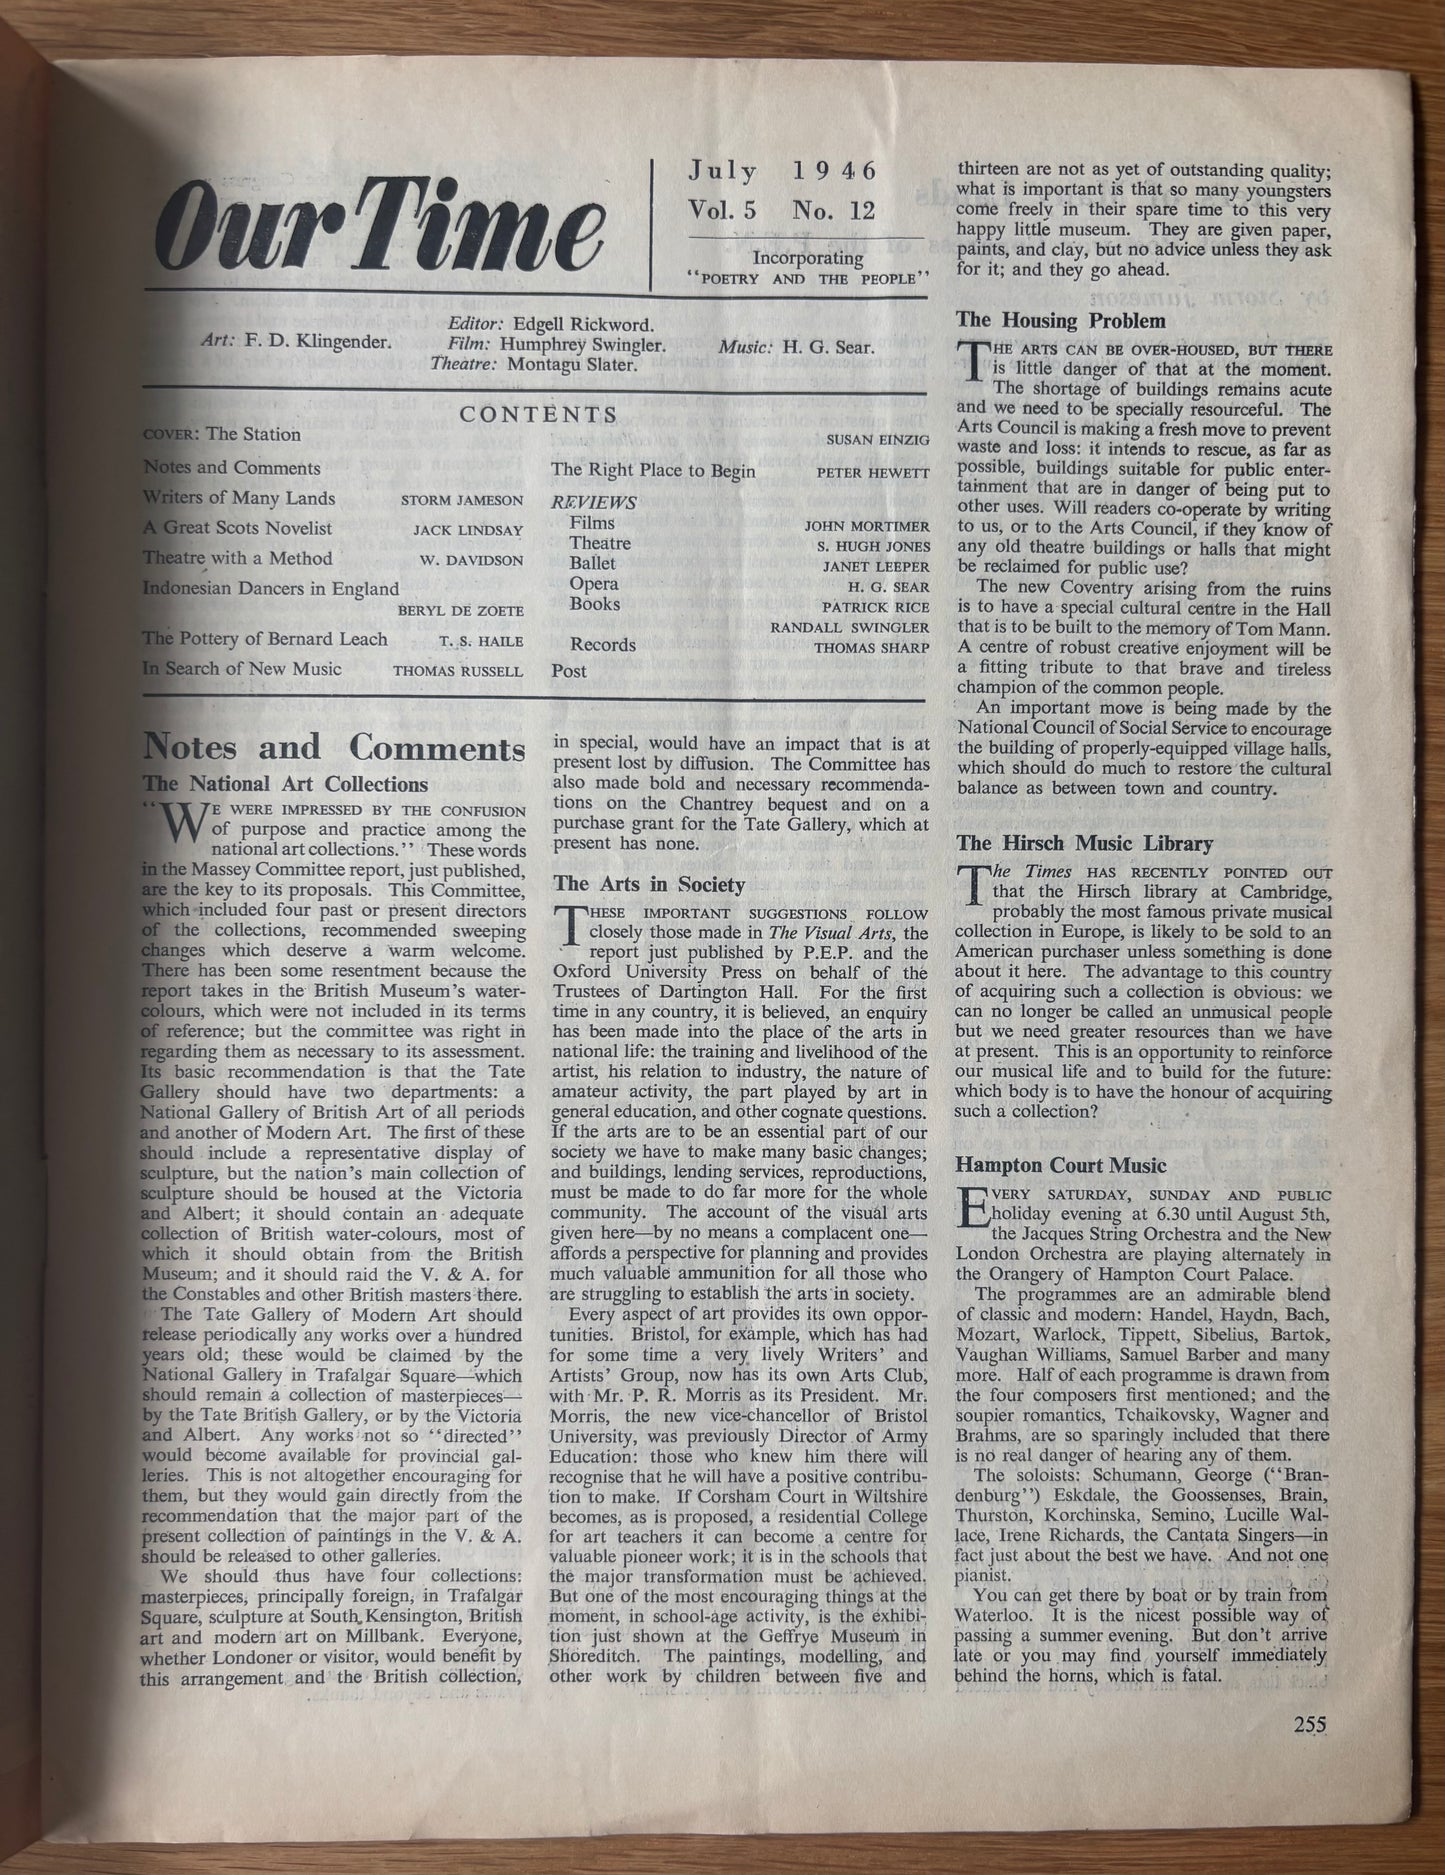 Our Time
July 1946
Vol. 5 No. 12
Incorporating
"POETRY AND THE PEOPLE"
Editor: Edgell Rickword.
Art: F. D. Klingender.
Film: Humphrey Swingler.
Music: H. G. Sear.
Theatre: Montagu Slater.
CONTENTS
COVER: The Station
SUSAN EINZIG
Notes and Comments
Writers of Many Lands STORM JAMESON
A Great Scots Novelist JACK LINDSAY
Theatre with a Method W. DAVIDSON
Indonesian Dancers in England
BERYL DE ZOETE
The Pottery of Bernard Leach T. S. HAILE
In Search of New Music THOMAS RUSSELL
The Right Place to Begin PETER HEWETT
REVIEWS
Films JOHN MORTIMER
Theatre S. HUGH JONES
Ballet JANET LEEPER
Opera H. G. SEAR
Books PATRICK RICE
RANDALL SWINGLER
Records THOMAS SHARP
Post
Notes and Comments
The National Art Collections
"WE WERE IMPRESSED BY THE CONFUSION
of purpose and practice among the
national art collections." These words
in the Massey Committee report, just published,
are the key to its proposals. This Committee,
which included four past or present directors
of the collections, recommended sweeping
changes which deserve a warm welcome.
There has been some resentment because the
report takes in the British Museum's water-
colours, which were not included in its terms
of reference; but the committee was right in
regarding them as necessary to its assessment.
Its basic recommendation is that the Tate
Gallery should have two departments: a
National Gallery of British Art of all periods
and another of Modern Art. The first of these
should include a representative display of
sculpture, but the nation's main collection of
sculpture should be housed at the Victoria
and Albert; it should contain an adequate
collection of British water-colours, most of
which it should obtain from the British
Museum; and it should raid the V. & A. for
the Constables and other British masters there.
The Tate Gallery of Modern Art should
release periodically any works over a hundred
years old; these would be claimed by the
National Gallery in Trafalgar Square—which
should remain a collection of masterpieces—
by the Tate British Gallery, or by the Victoria
and Albert. Any works not so "directed"
would become available for provincial gal-
leries. This is not altogether encouraging for
them, but they would gain directly from the
recommendation that the major part of the
present collection of paintings in the V. & A.
should be released to other galleries.
We should thus have four collections:
masterpieces, principally foreign, in Trafalgar
Square, sculpture at South Kensington, British
art and modern art on Millbank. Everyone,
whether Londoner or visitor, would benefit by
this arrangement and the British collection,
in special, would have an impact that is at
present lost by diffusion. The Committee has
also made bold and necessary recommenda-
tions on the Chantrey bequest and on a
purchase grant for the Tate Gallery, which at
present has none.
The Arts in Society
THESE IMPORTANT SUGGESTIONS FOLLOW
closely those made in The Visual Arts, the
report just published by P.E.P. and the
Oxford University Press on behalf of the
Trustees of Dartington Hall. For the first
time in any country, it is believed, an enquiry
has been made into the place of the arts in
national life: the training and livelihood of the
artist, his relation to industry, the nature of
amateur activity, the part played by art in
general education, and other cognate questions.
If the arts are to be an essential part of our
society we have to make many basic changes;
and buildings, lending services, reproductions,
must be made to do far more for the whole
community. The account of the visual arts
given here—by no means a complacent one—
affords a perspective for planning and provides
much valuable ammunition for all those who
are struggling to establish the arts in society.
Every aspect of art provides its own oppor-
tunities. Bristol, for example, which has had
for some time a very lively Writers' and
Artists' Group, now has its own Arts Club,
with Mr. P. R. Morris as its President. Mr.
Morris, the new vice-chancellor of Bristol
University, was previously Director of Army
Education: those who knew him there will
recognise that he will have a positive contribu-
tion to make. If Corsham Court in Wiltshire
becomes, as is proposed, a residential College
for art teachers it can become a centre for
valuable pioneer work; it is in the schools that
the major transformation must be achieved.
But one of the most encouraging things at the
moment, in school-age activity, is the exhibi-
tion just shown at the Geffrye Museum in
Shoreditch. The paintings, modelling, and
other work by children between five and
thirteen are not as yet of outstanding quality;
what is important is that so many youngsters
come freely in their spare time to this very
happy little museum. They are given paper,
paints, and clay, but no advice unless they ask
for it; and they go ahead.
The Housing Problem
THE ARTS CAN BE OVER-HOUSED, BUT THERE
is little danger of that at the moment.
The shortage of buildings remains acute
and we need to be specially resourceful. The
Arts Council is making a fresh move to prevent
waste and loss: it intends to rescue, as far as
possible, buildings suitable for public enter-
tainment that are in danger of being put to
other uses. Will readers co-operate by writing
to us, or to the Arts Council, if they know of
any old theatre buildings or halls that might
be reclaimed for public use?
The new Coventry arising from the ruins
is to have a special cultural centre in the Hall
that is to be built to the memory of Tom Mann.
A centre of robust creative enjoyment will be
a fitting tribute to that brave and tireless
champion of the common people.
An important move is being made by the
National Council of Social Service to encourage
the building of properly-equipped village halls,
which should do much to restore the cultural
balance as between town and country.
The Hirsch Music Library
The Times HAS RECENTLY POINTED OUT
that the Hirsch library at Cambridge,
probably the most famous private musical
collection in Europe, is likely to be sold to an
American purchaser unless something is done
about it here. The advantage to this country
of acquiring such a collection is obvious: we
can no longer be called an unmusical people
but we need greater resources than we have
at present. This is an opportunity to reinforce
our musical life and to build for the future:
which body is to have the honour of acquiring
such a collection?
Hampton Court Music
EVERY SATURDAY, SUNDAY AND PUBLIC
holiday evening at 6.30 until August 5th,
the Jacques String Orchestra and the New
London Orchestra are playing alternately in
the Orangery of Hampton Court Palace.
The programmes are an admirable blend
of classic and modern: Handel, Haydn, Bach,
Mozart, Warlock, Tippett, Sibelius, Bartok,
Vaughan Williams, Samuel Barber and many
more. Half of each programme is drawn from
the four composers first mentioned; and the
soupier romantics, Tchaikovsky, Wagner and
Brahms, are so sparingly included that there
is no real danger of hearing any of them.
The soloists: Schumann, George ("Bran-
denburg") Eskdale, the Goossenses, Brain,
Thurston, Korchinska, Semino, Lucille Wal-
lace, Irene Richards, the Cantata Singers—in
fact just about the best we have. And not one
pianist.
You can get there by boat or by train from
Waterloo. It is the nicest possible way of
passing a summer evening. But don't arrive
late or you may find yourself immediately
behind the horns, which is fatal.
255